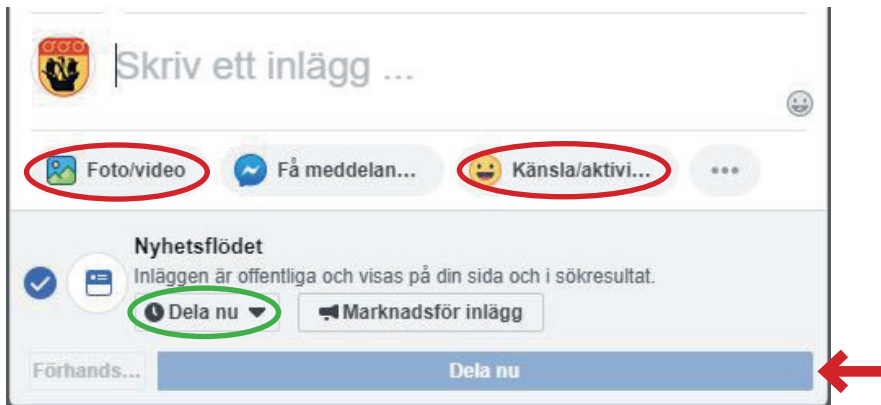 Skriv ett inlägg ...
Foto/video Få meddelan... Känsla/aktivi...
Nyhetsflödet
Inläggen är offentliga och visas på din sida och i sökresultat.
Dela nu Marknadsför inlägg
Förhands... Dela nu